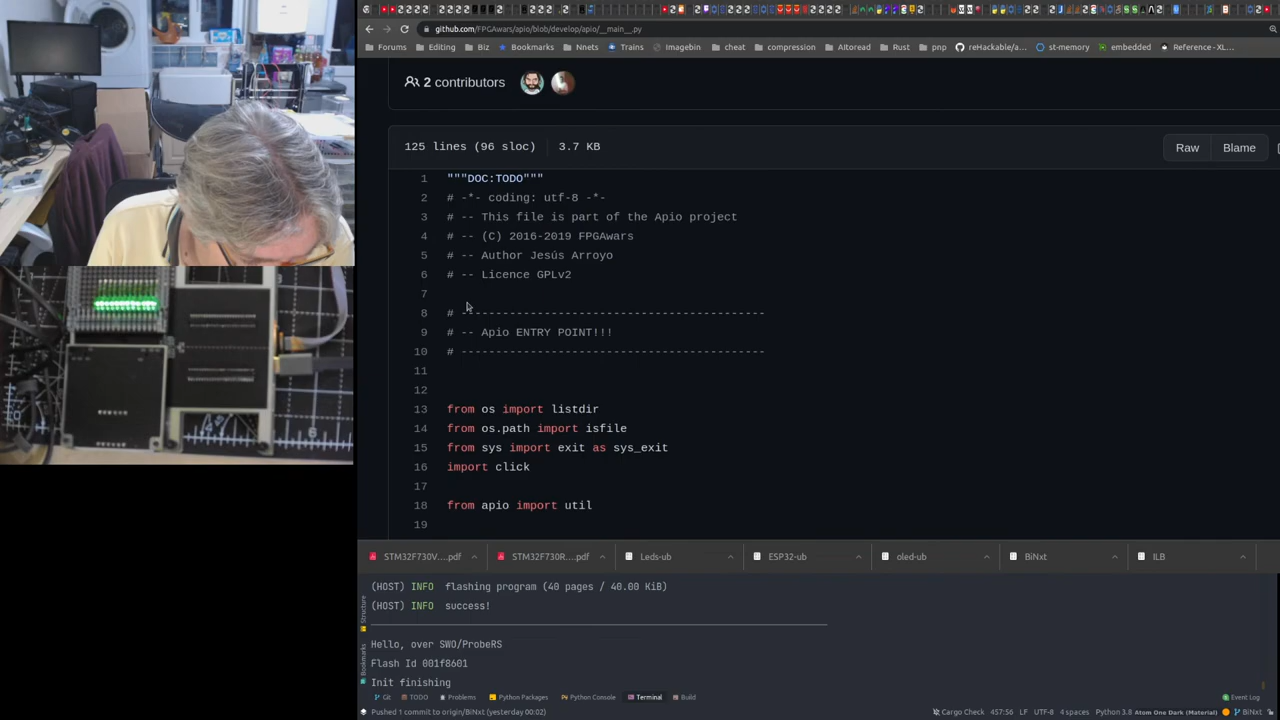 github.com/FPGAwars/apio/blob/develop/apio/__main__.py
Forums Editing Biz Bookmarks Nnets Trains Imagebin cheat compression AItoread Rust pnp reHackable/a... st-memory embedded Reference - XL...
2 contributors
125 lines (96 sloc) 3.7 KB
Raw Blame
1 """DOC:TODO"""
2 # -*- coding: utf-8 -*-
3 # -- This file is part of the Apio project
4 # -- (C) 2016-2019 FPGAwars
5 # -- Author Jesús Arroyo
6 # -- Licence GPLv2
7
8 # --------------------------------------------
9 # -- Apio ENTRY POINT!!!
10 # --------------------------------------------
11
12
13 from os import listdir
14 from os.path import isfile
15 from sys import exit as sys_exit
16 import click
17
18 from apio import util
19
STM32F730V....pdf STM32F730R....pdf Leds-ub ESP32-ub oled-ub BiNxt ILB
(HOST) INFO flashing program (40 pages / 40.00 KiB)
(HOST) INFO success!
Hello, over SWO/ProbeRS
Flash Id 001f8601
Init finishing
Structure
Bookmarks
Git TODO Problems Python Packages Python Console Terminal Build Event Log
Pushed 1 commit to origin/BiNxt (yesterday 00:02) Cargo Check 457:56 LF UTF-8 4 spaces Python 3.8 Atom One Dark (Material) BiNxt